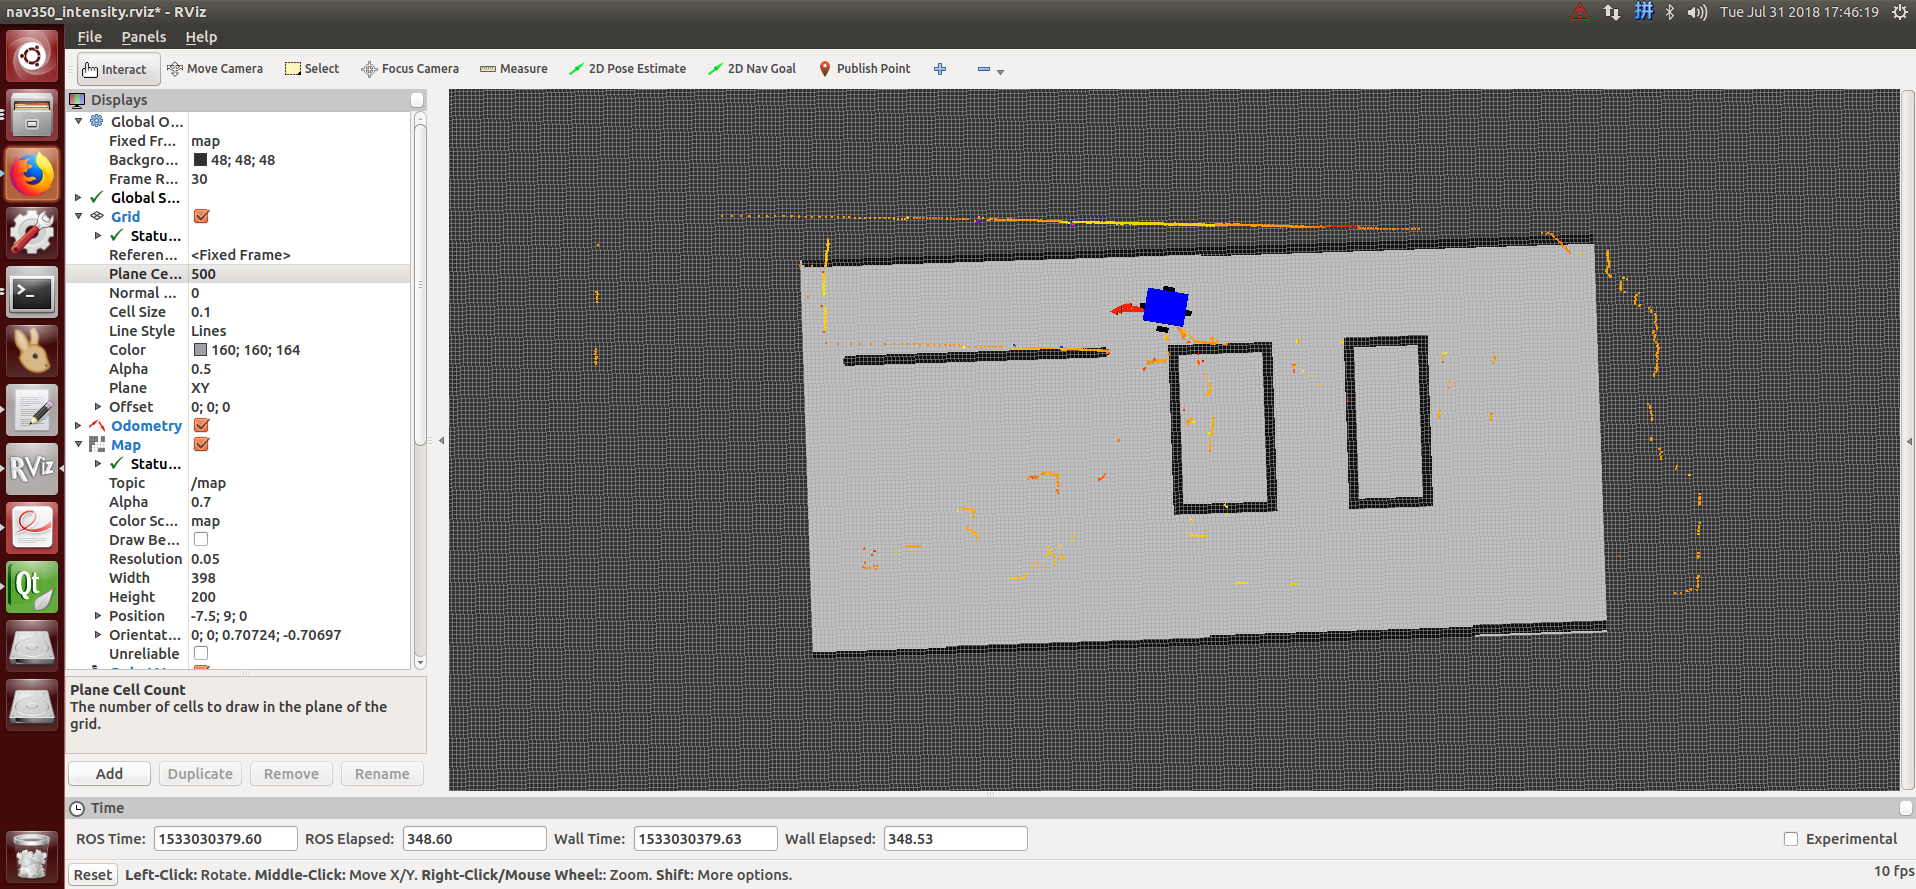 nav350_intensity.rviz* - RViz
拼
Tue Jul 31 2018 17:46:19
File Panels Help
Interact Move Camera Select Focus Camera Measure 2D Pose Estimate 2D Nav Goal Publish Point
Displays
Global O...
Fixed Fr... map
Backgro... 48; 48; 48
Frame R... 30
Global S...
Grid
Statu...
Referen... <Fixed Frame>
Plane Ce... 500
Normal ... 0
Cell Size 0.1
Line Style Lines
Color 160; 160; 164
Alpha 0.5
Plane XY
Offset 0; 0; 0
Odometry
Map
Statu...
Topic /map
Alpha 0.7
Color Sc... map
Draw Be...
Resolution 0.05
Width 398
Height 200
Position -7.5; 9; 0
Orientat... 0; 0; 0.70724; -0.70697
Unreliable
RViz
Qt
Plane Cell Count
The number of cells to draw in the plane of the
grid.
Add Duplicate Remove Rename
Time
ROS Time: 1533030379.60 ROS Elapsed: 348.60 Wall Time: 1533030379.63 Wall Elapsed: 348.53 Experimental
Reset Left-Click: Rotate. Middle-Click: Move X/Y. Right-Click/Mouse Wheel:: Zoom. Shift: More options. 10 fps